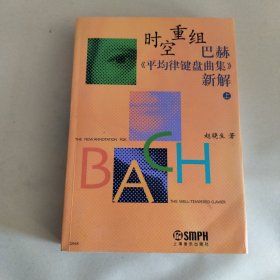 时空重组
巴赫
《平均律键盘曲集》
新解
上
赵晓生 著
THE NEW ANNOTATION FOR
BACH
THE WELL-TEMPERED CLAVIER
SMPH
上海音乐出版社